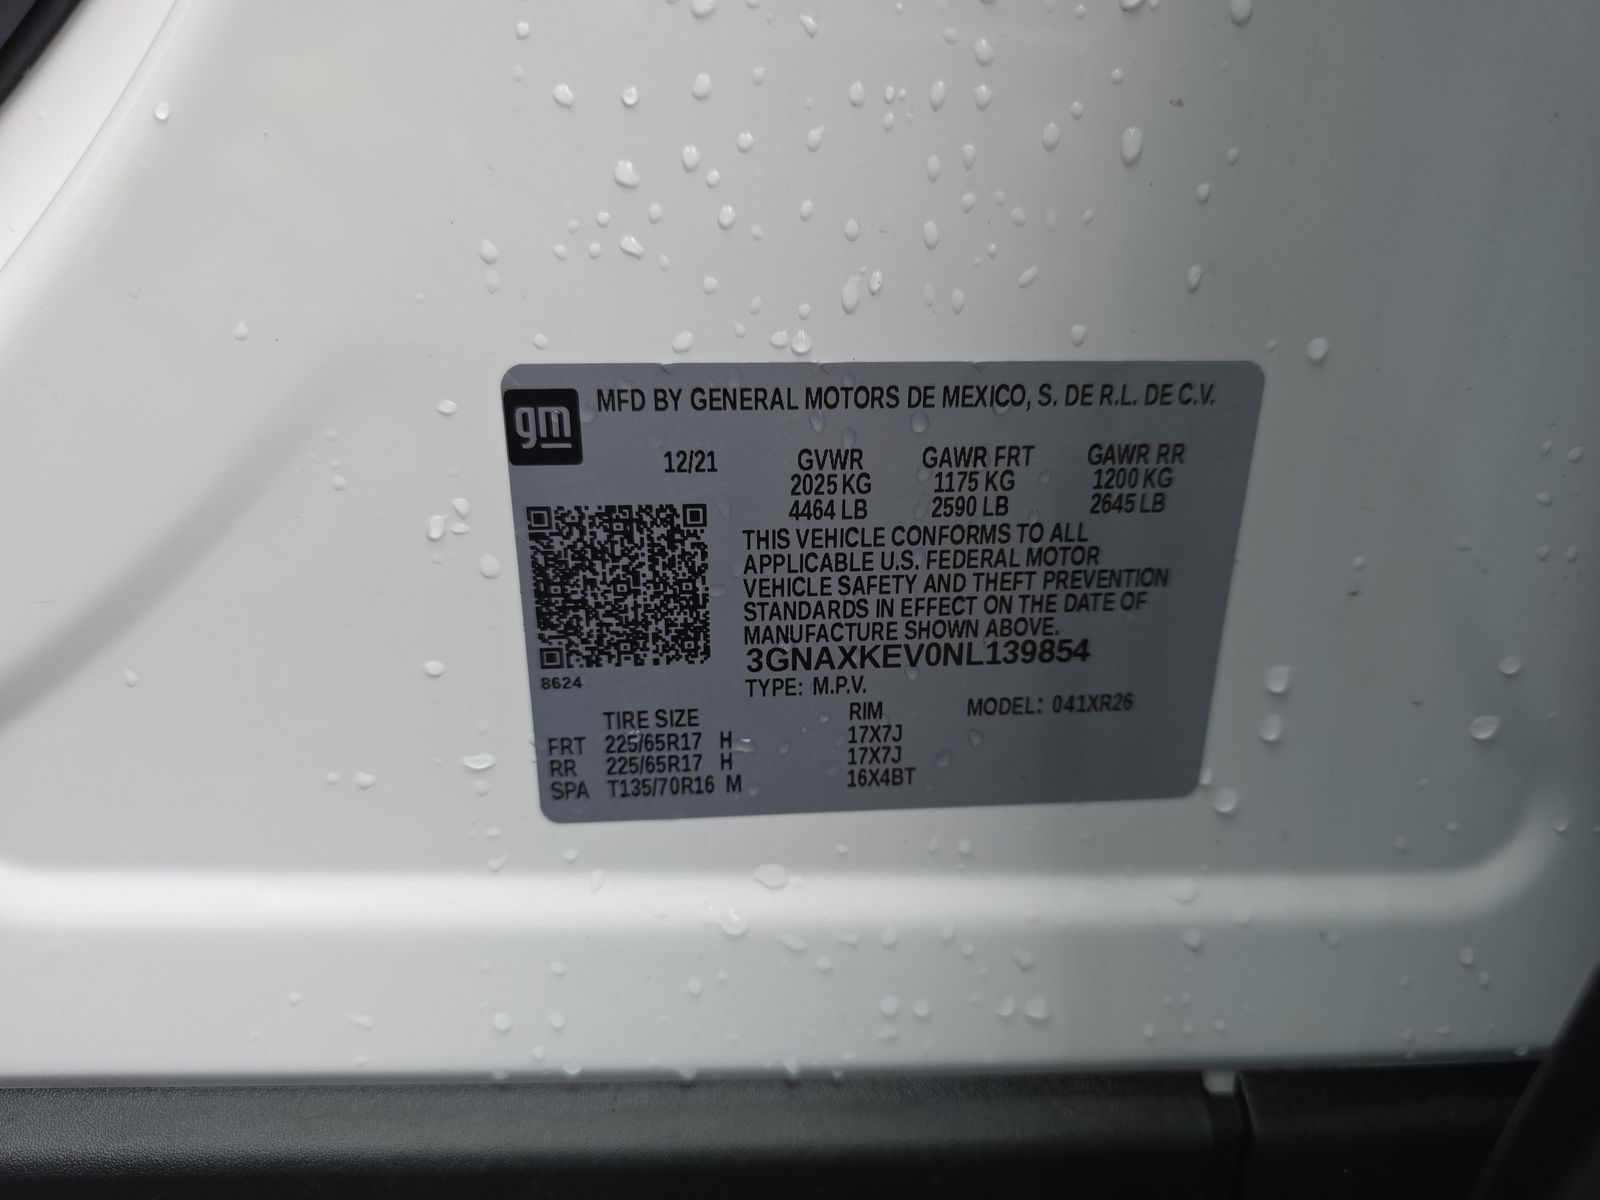 gm
MFD BY GENERAL MOTORS DE MEXICO, S. DE R.L. DE C.V.
12/21 GVWR GAWR FRT GAWR RR
2025 KG 1175 KG 1200 KG
4464 LB 2590 LB 2645 LB
THIS VEHICLE CONFORMS TO ALL
APPLICABLE U.S. FEDERAL MOTOR
VEHICLE SAFETY AND THEFT PREVENTION
STANDARDS IN EFFECT ON THE DATE OF
MANUFACTURE SHOWN ABOVE.
3GNAXKEV0NL139854
8624
TYPE: M.P.V.
MODEL: 041XR26
TIRE SIZE RIM
FRT 225/65R17 H 17X7J
RR 225/65R17 H 17X7J
SPA T135/70R16 M 16X4BT